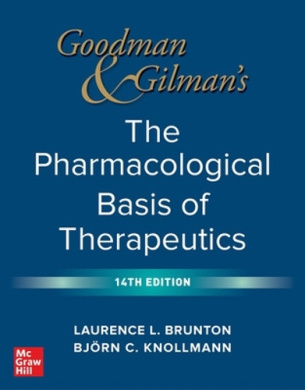 Goodman
& Gilman's
The
Pharmacological
Basis of
Therapeutics
14TH EDITION
LAURENCE L. BRUNTON
BJÖRN C. KNOLLMANN
Mc
Graw
Hill